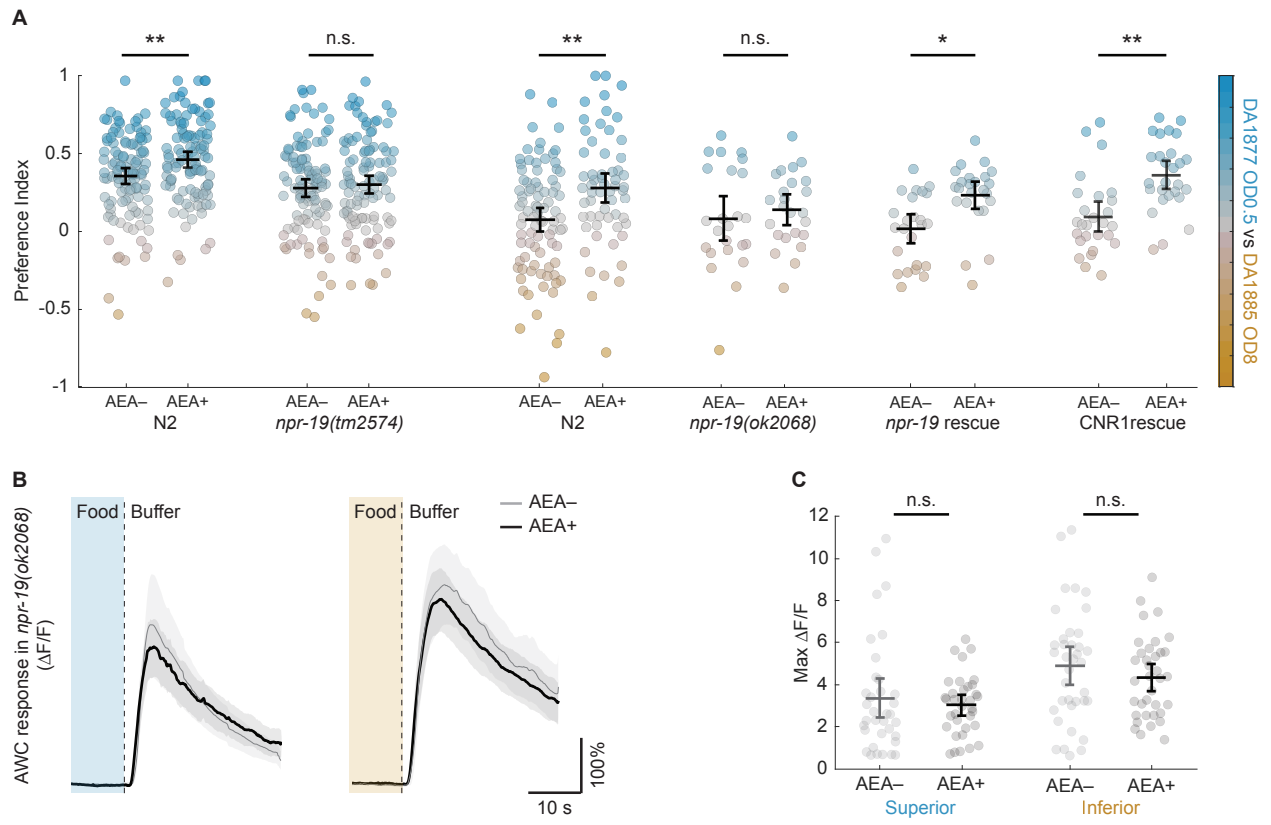 A
** n.s. ** n.s. * **
Preference Index
1
0.5
0
-0.5
-1
AEA– AEA+ AEA– AEA+ AEA– AEA+ AEA– AEA+ AEA– AEA+ AEA– AEA+
N2 npr-19(tm2574) N2 npr-19(ok2068) npr-19 rescue CNR1rescue
DA1877 OD0.5 vs DA1885 OD8
B
AWC response in npr-19(ok2068)
(ΔF/F)
Food Buffer
Food Buffer
AEA–
AEA+
100%
10 s
C
n.s. n.s.
Max ΔF/F
12
10
8
6
4
2
0
AEA– AEA+ AEA– AEA+
Superior Inferior